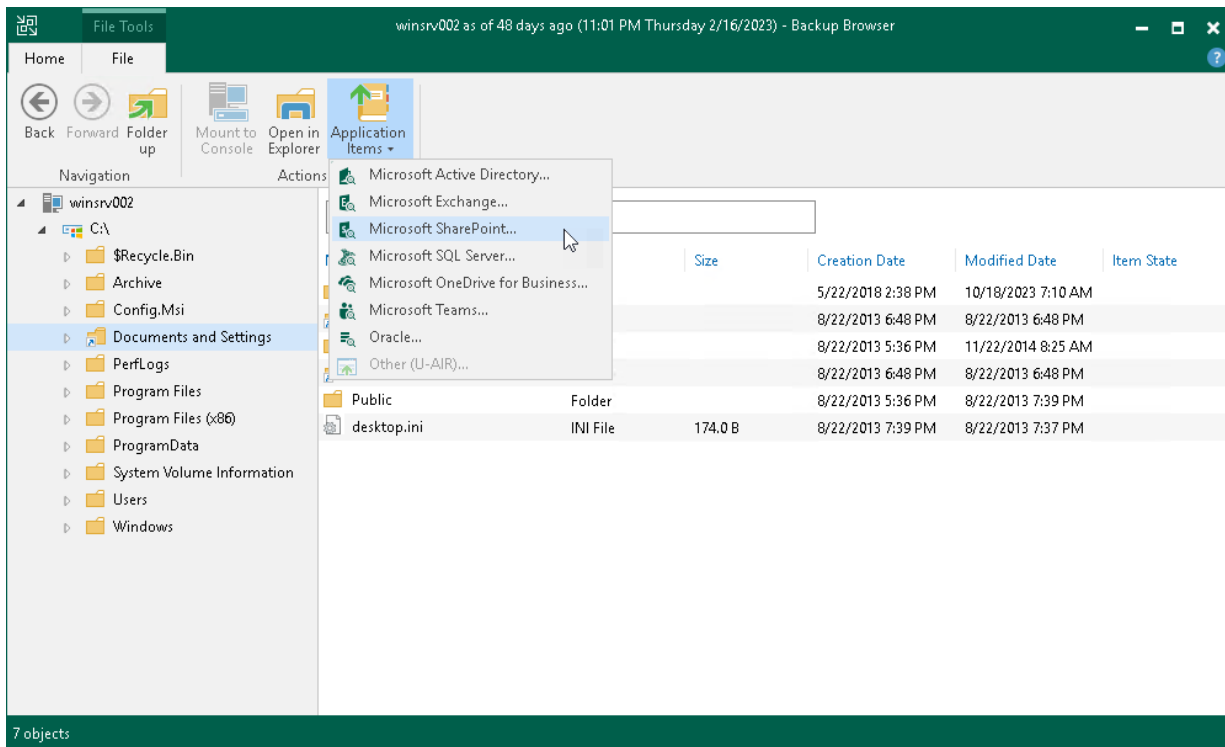 File Tools
winsrv002 as of 48 days ago (11:01 PM Thursday 2/16/2023) - Backup Browser
Home File
Back Forward Folder up
Mount to Console
Open in Explorer
Application Items
Navigation
Actions
Microsoft Active Directory...
Microsoft Exchange...
Microsoft SharePoint...
Microsoft SQL Server...
Microsoft OneDrive for Business...
Microsoft Teams...
Oracle...
Other (U-AIR)...
winsrv002
C:\
$Recycle.Bin
Archive
Config.Msi
Documents and Settings
PerfLogs
Program Files
Program Files (x86)
ProgramData
System Volume Information
Users
Windows
Size Creation Date Modified Date Item State
5/22/2018 2:38 PM 10/18/2023 7:10 AM
8/22/2013 6:48 PM 8/22/2013 6:48 PM
8/22/2013 5:36 PM 11/22/2014 8:25 AM
8/22/2013 6:48 PM 8/22/2013 6:48 PM
Public Folder 8/22/2013 5:36 PM 8/22/2013 7:39 PM
desktop.ini INI File 174.0 B 8/22/2013 7:39 PM 8/22/2013 7:37 PM
7 objects